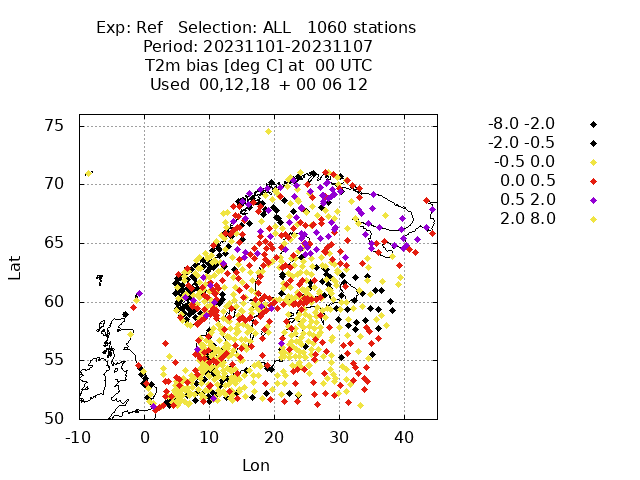 Exp: Ref Selection: ALL 1060 stations
Period: 20231101-20231107
T2m bias [deg C] at 00 UTC
Used 00,12,18 + 00 06 12
-8.0 -2.0
-2.0 -0.5
-0.5 0.0
0.0 0.5
0.5 2.0
2.0 8.0
75
70
65
60
55
50
Lat
-10 0 10 20 30 40
Lon